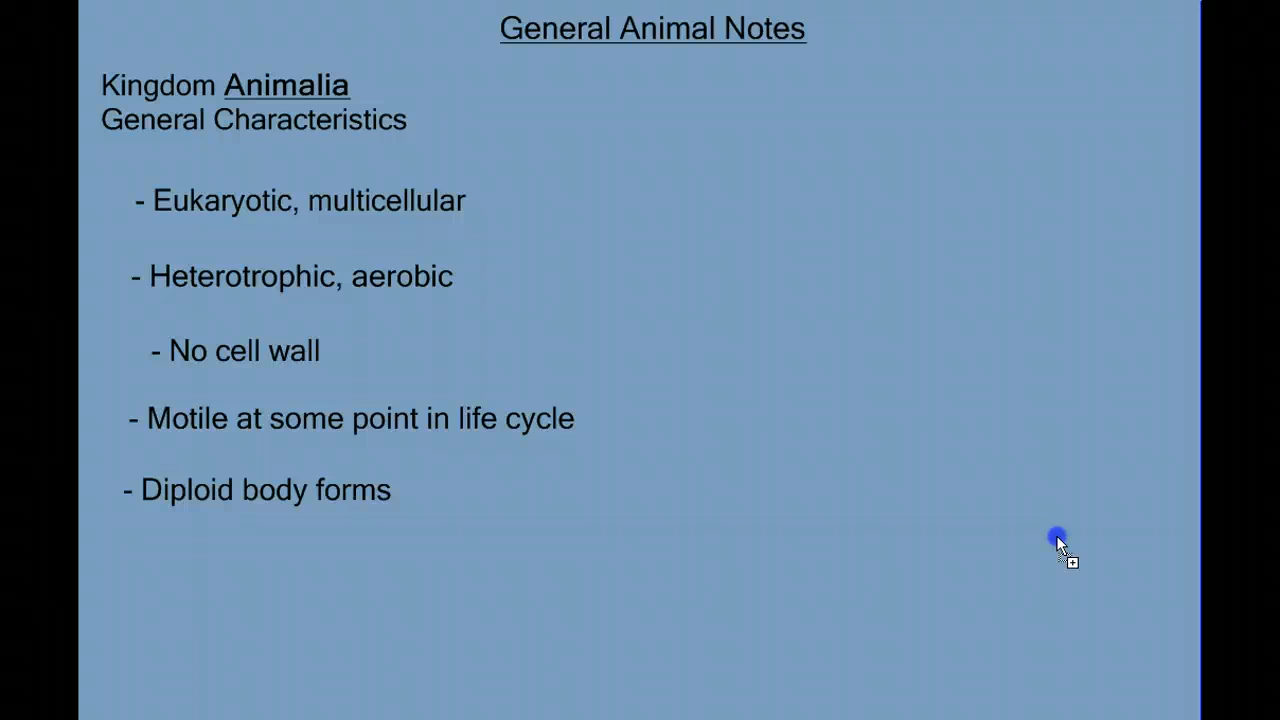 General Animal Notes
Kingdom Animalia
General Characteristics
- Eukaryotic, multicellular
- Heterotrophic, aerobic
- No cell wall
- Motile at some point in life cycle
- Diploid body forms